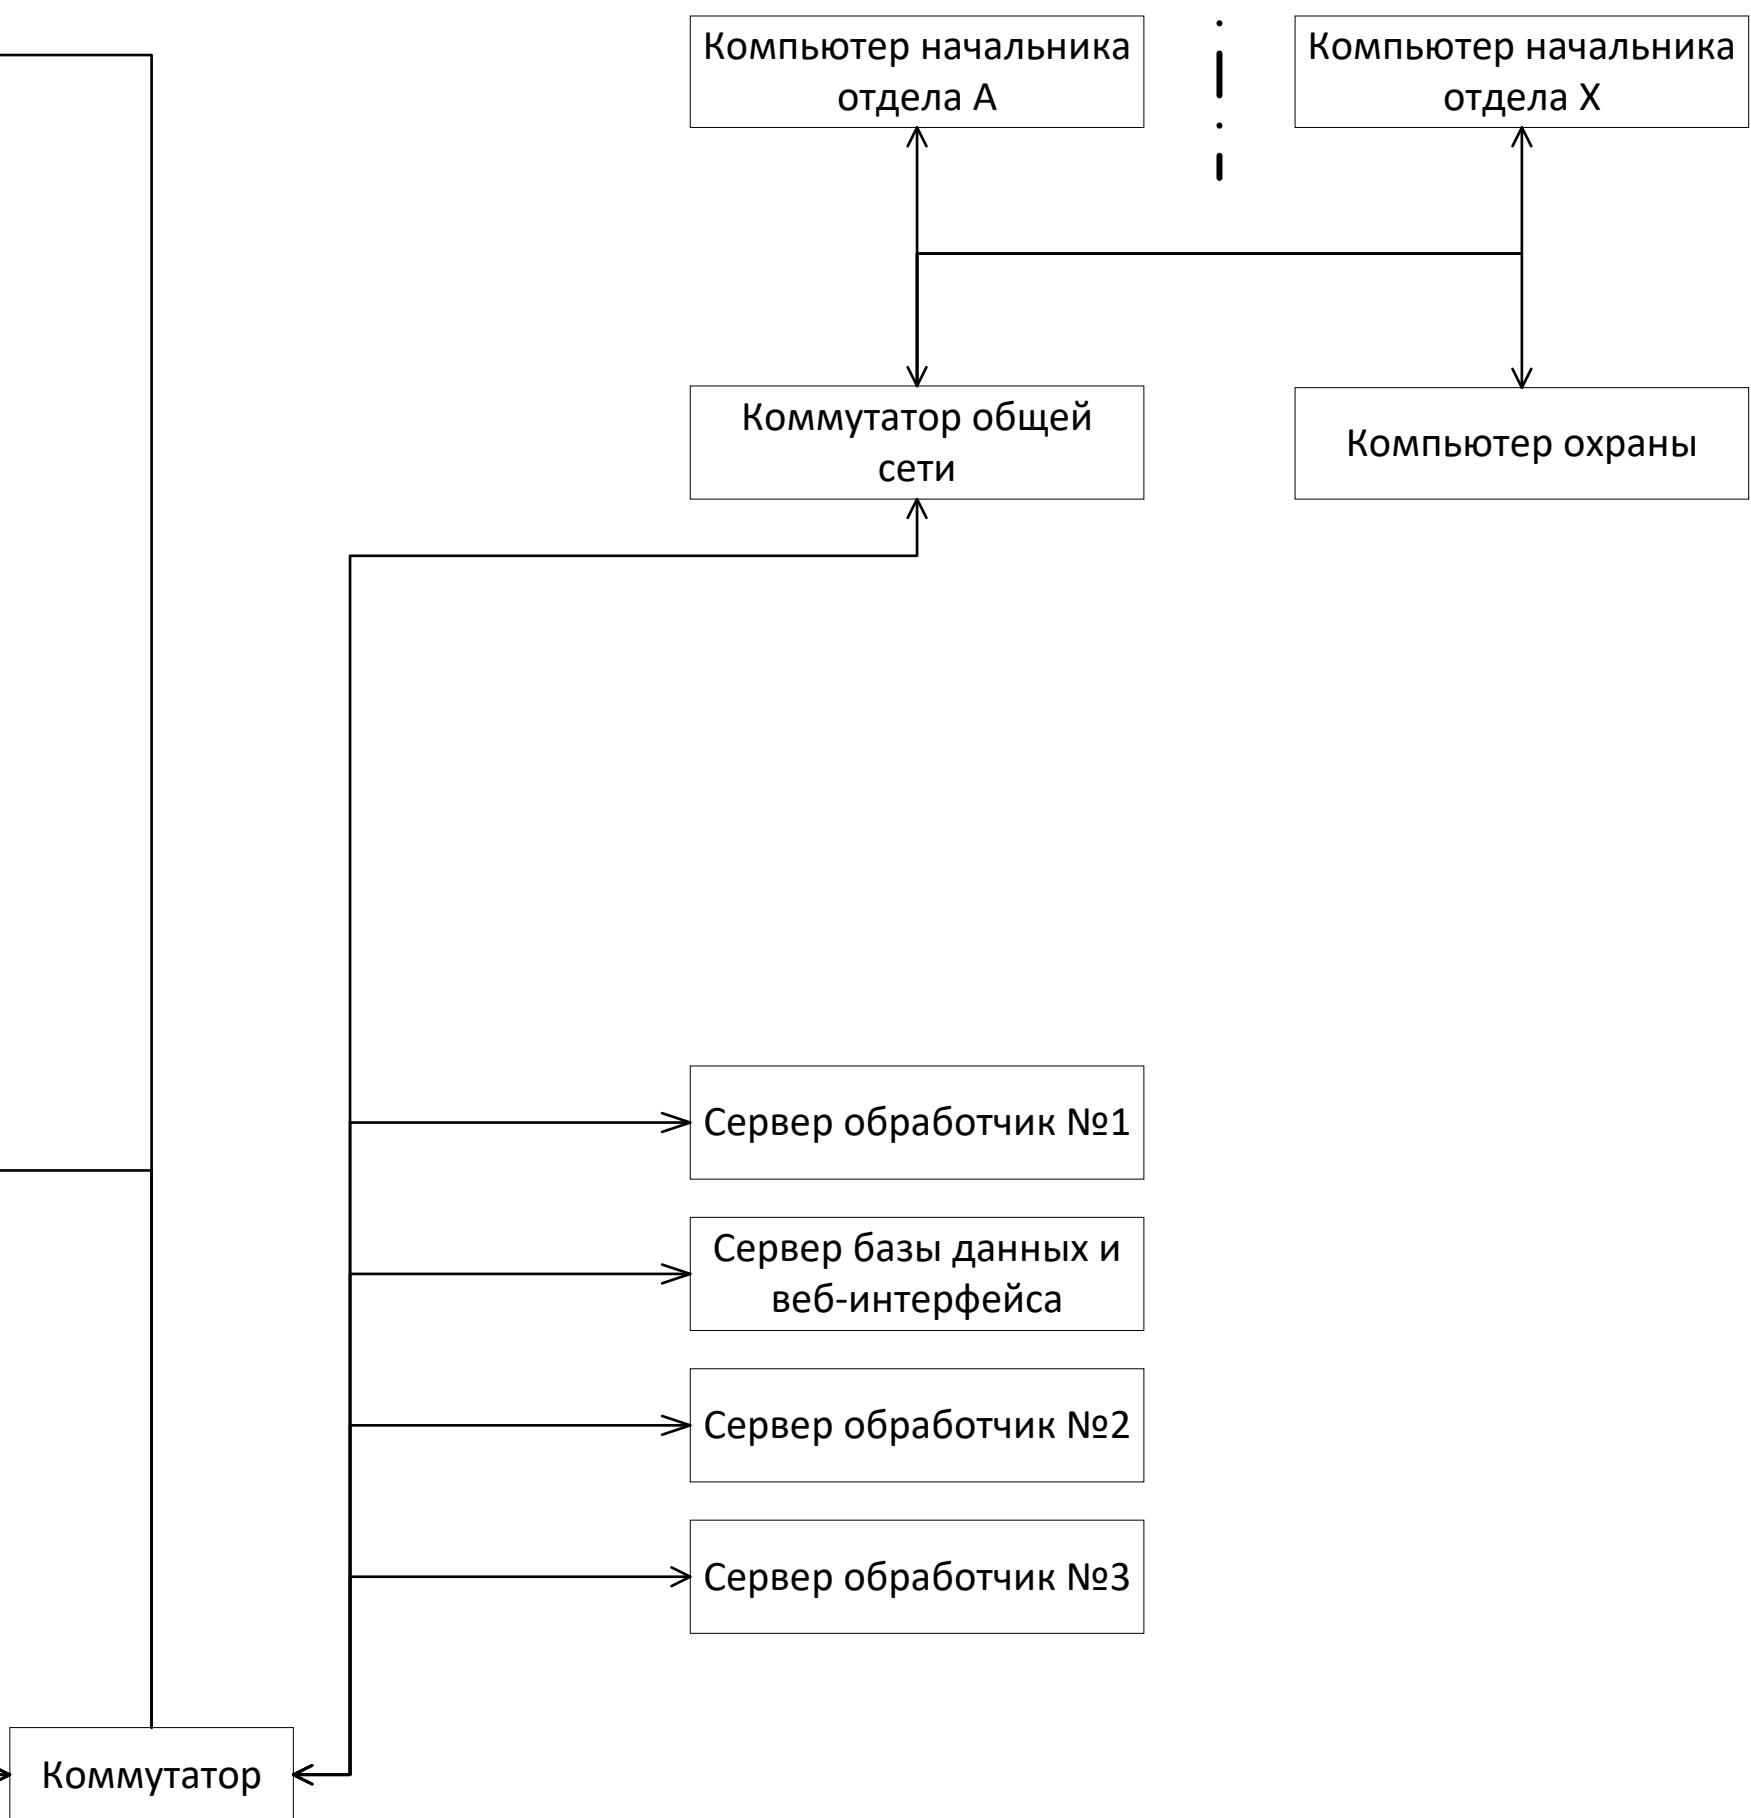 Компьютер начальника
отдела А
Компьютер начальника
отдела Х
Коммутатор общей
сети
Компьютер охраны
Сервер обработчик №1
Сервер базы данных и
веб-интерфейса
Сервер обработчик №2
Сервер обработчик №3
Коммутатор